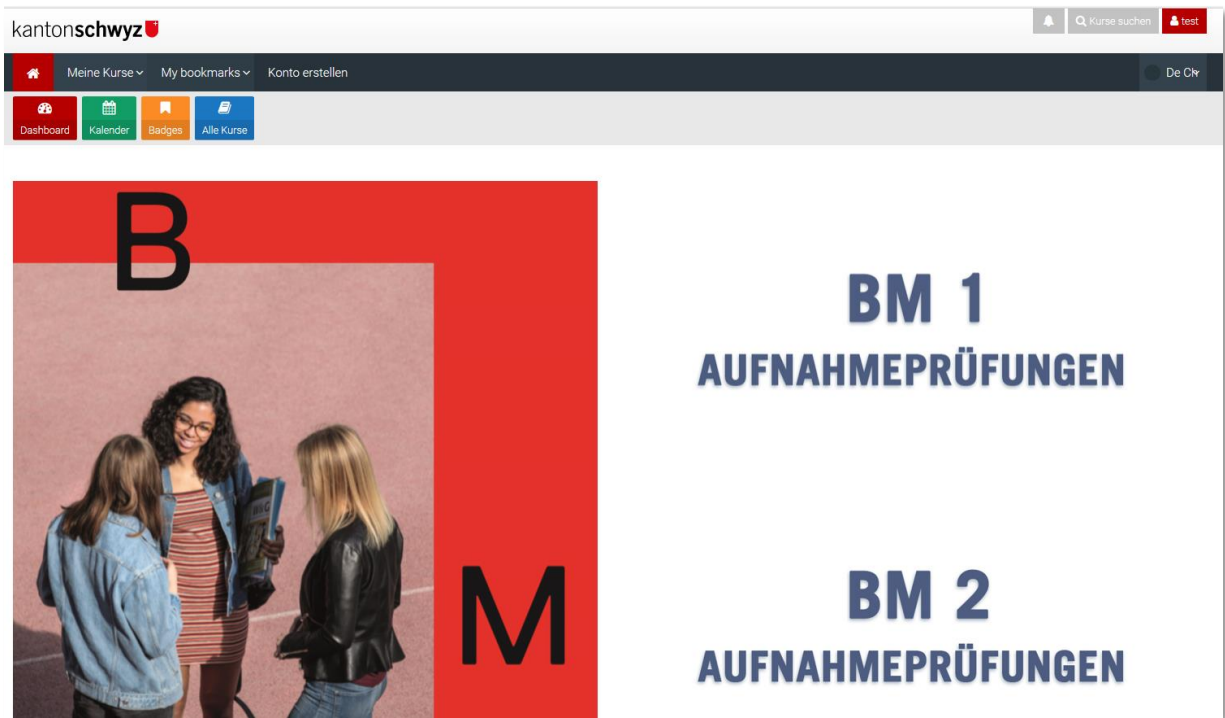 kantonschwyz
Kurse suchen
test
Meine Kurse
My bookmarks
Konto erstellen
De Ch
Dashboard
Kalender
Badges
Alle Kurse
B
M
BM 1
AUFNAHMEPRÜFUNGEN
BM 2
AUFNAHMEPRÜFUNGEN